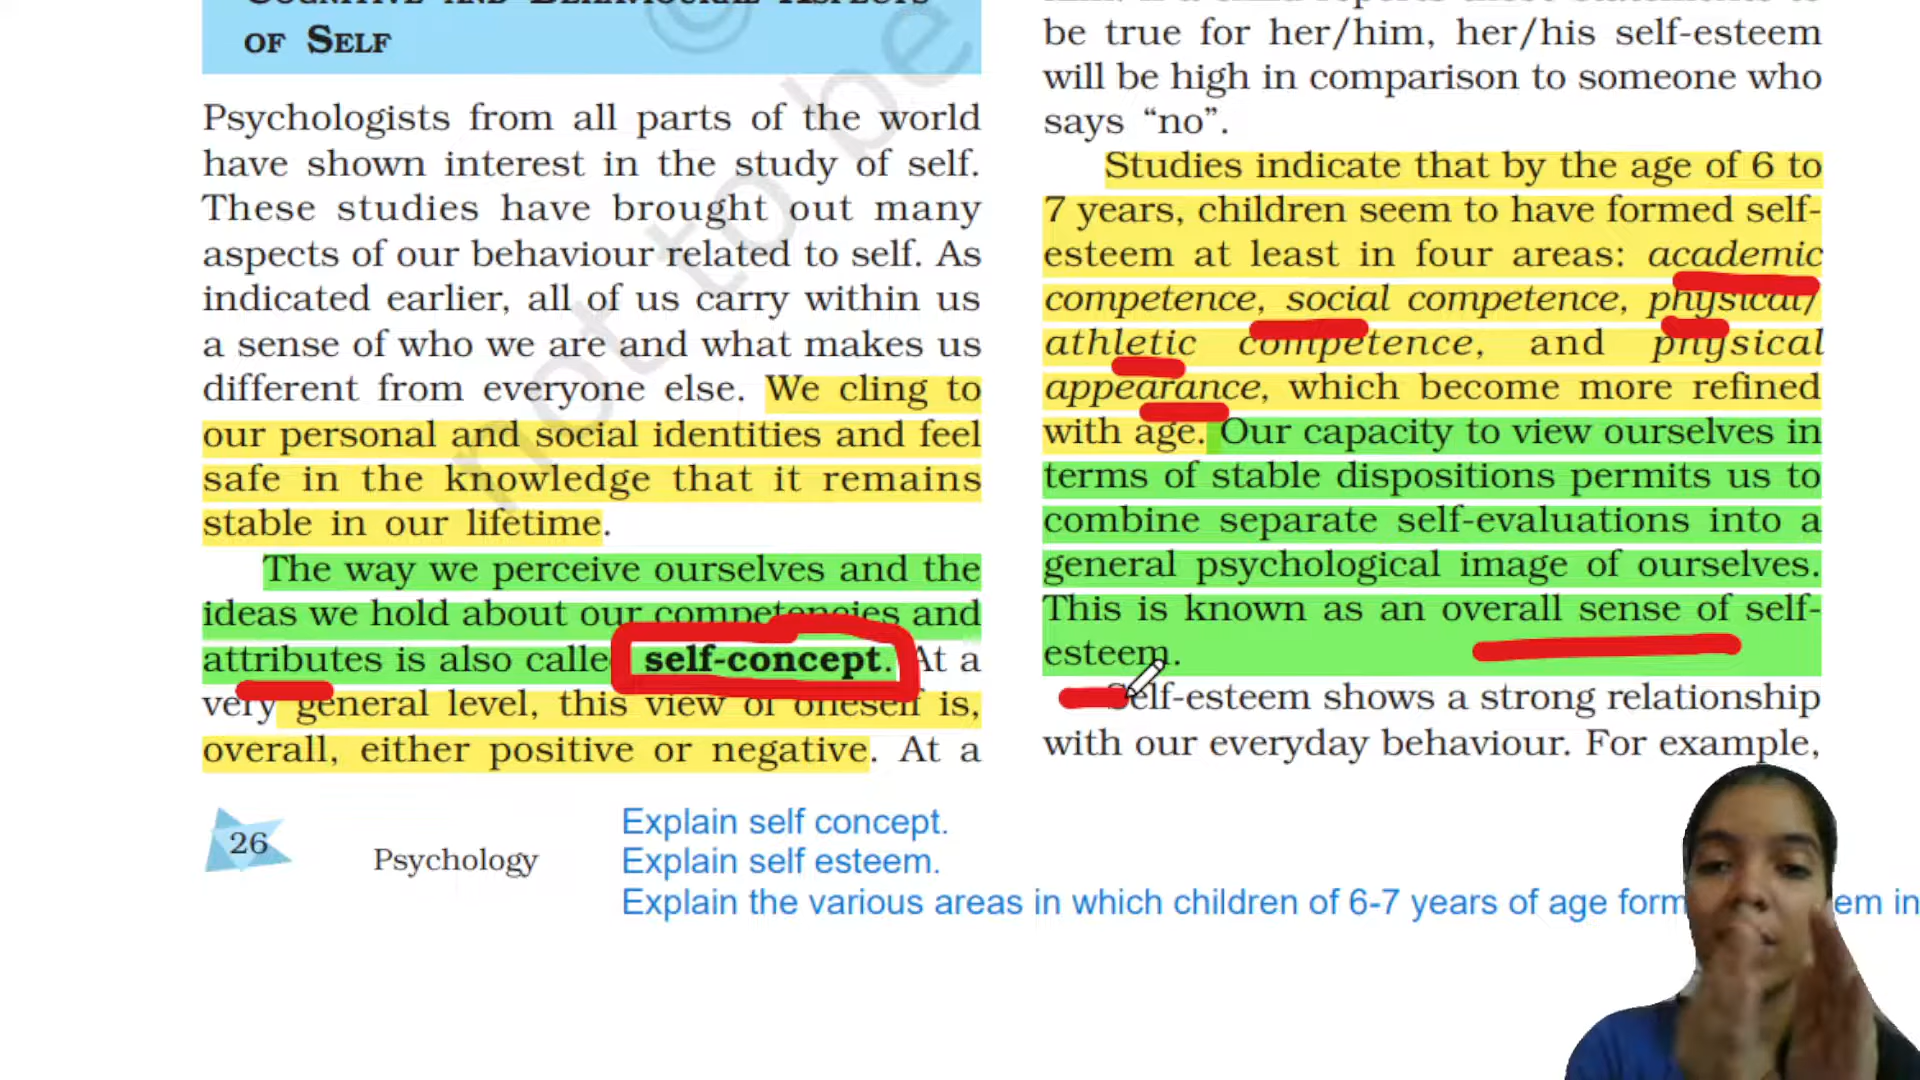 COGNITIVE AND BEHAVIOURAL ASPECTS
OF SELF
Psychologists from all parts of the world
have shown interest in the study of self.
These studies have brought out many
aspects of our behaviour related to self. As
indicated earlier, all of us carry within us
a sense of who we are and what makes us
different from everyone else. We cling to
our personal and social identities and feel
safe in the knowledge that it remains
stable in our lifetime.
The way we perceive ourselves and the
ideas we hold about our competencies and
attributes is also called self-concept. At a
very general level, this view of oneself is,
overall, either positive or negative. At a
26
Psychology
be true for her/him, her/his self-esteem
will be high in comparison to someone who
says “no”.
Studies indicate that by the age of 6 to
7 years, children seem to have formed self-
esteem at least in four areas: academic
competence, social competence, physical/
athletic competence, and physical
appearance, which become more refined
with age. Our capacity to view ourselves in
terms of stable dispositions permits us to
combine separate self-evaluations into a
general psychological image of ourselves.
This is known as an overall sense of self-
esteem.
Self-esteem shows a strong relationship
with our everyday behaviour. For example,
Explain self concept.
Explain self esteem.
Explain the various areas in which children of 6-7 years of age form in
© not to be